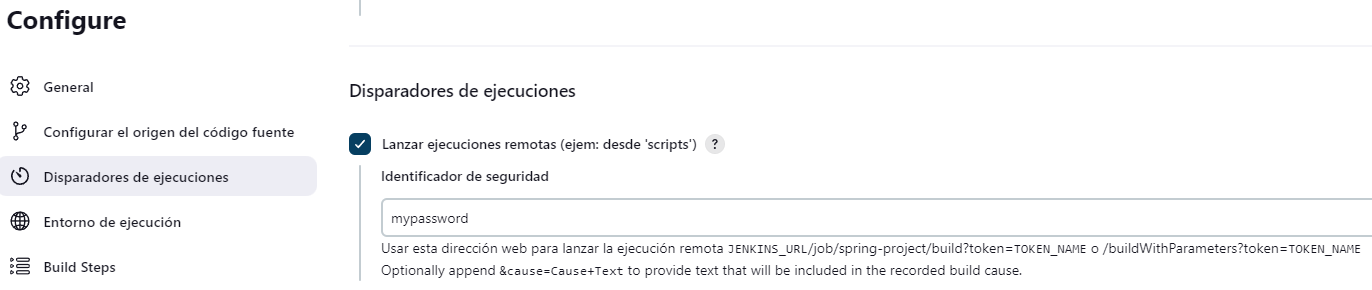 Configure
General
Configurar el origen del código fuente
Disparadores de ejecuciones
Entorno de ejecución
Build Steps
Disparadores de ejecuciones
Lanzar ejecuciones remotas (ejem: desde 'scripts') ?
Identificador de seguridad
mypassword
Usar esta dirección web para lanzar la ejecución remota JENKINS_URL/job/spring-project/build?token=TOKEN_NAME o /buildWithParameters?token=TOKEN_NAME
Optionally append &cause=Cause+Text to provide text that will be included in the recorded build cause.